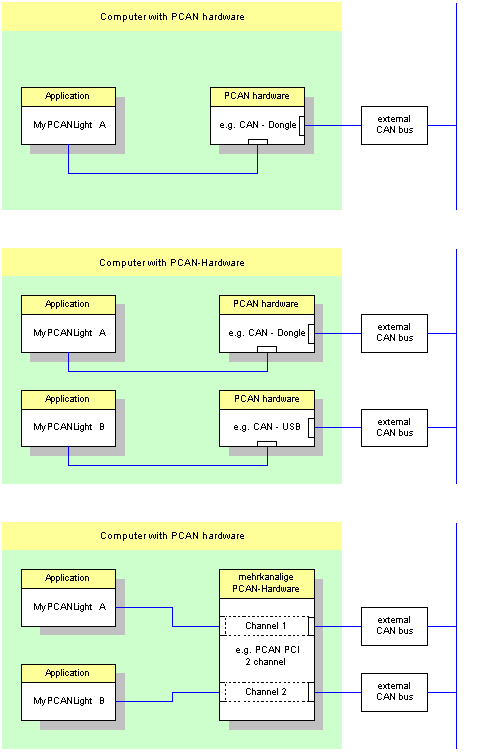 Computer with PCAN hardware
Application
MyPCANLight A
PCAN hardware
e.g. CAN - Dongle
external
CAN bus
Computer with PCAN-Hardware
Application
MyPCANLight A
PCAN hardware
e.g. CAN - Dongle
external
CAN bus
Application
MyPCANLight B
PCAN hardware
e.g. CAN - USB
external
CAN bus
Computer with PCAN hardware
Application
MyPCANLight A
mehrkanalige
PCAN-Hardware
Channel 1
e.g. PCAN PCI
2 channel
Channel 2
external
CAN bus
Application
MyPCANLight B
external
CAN bus